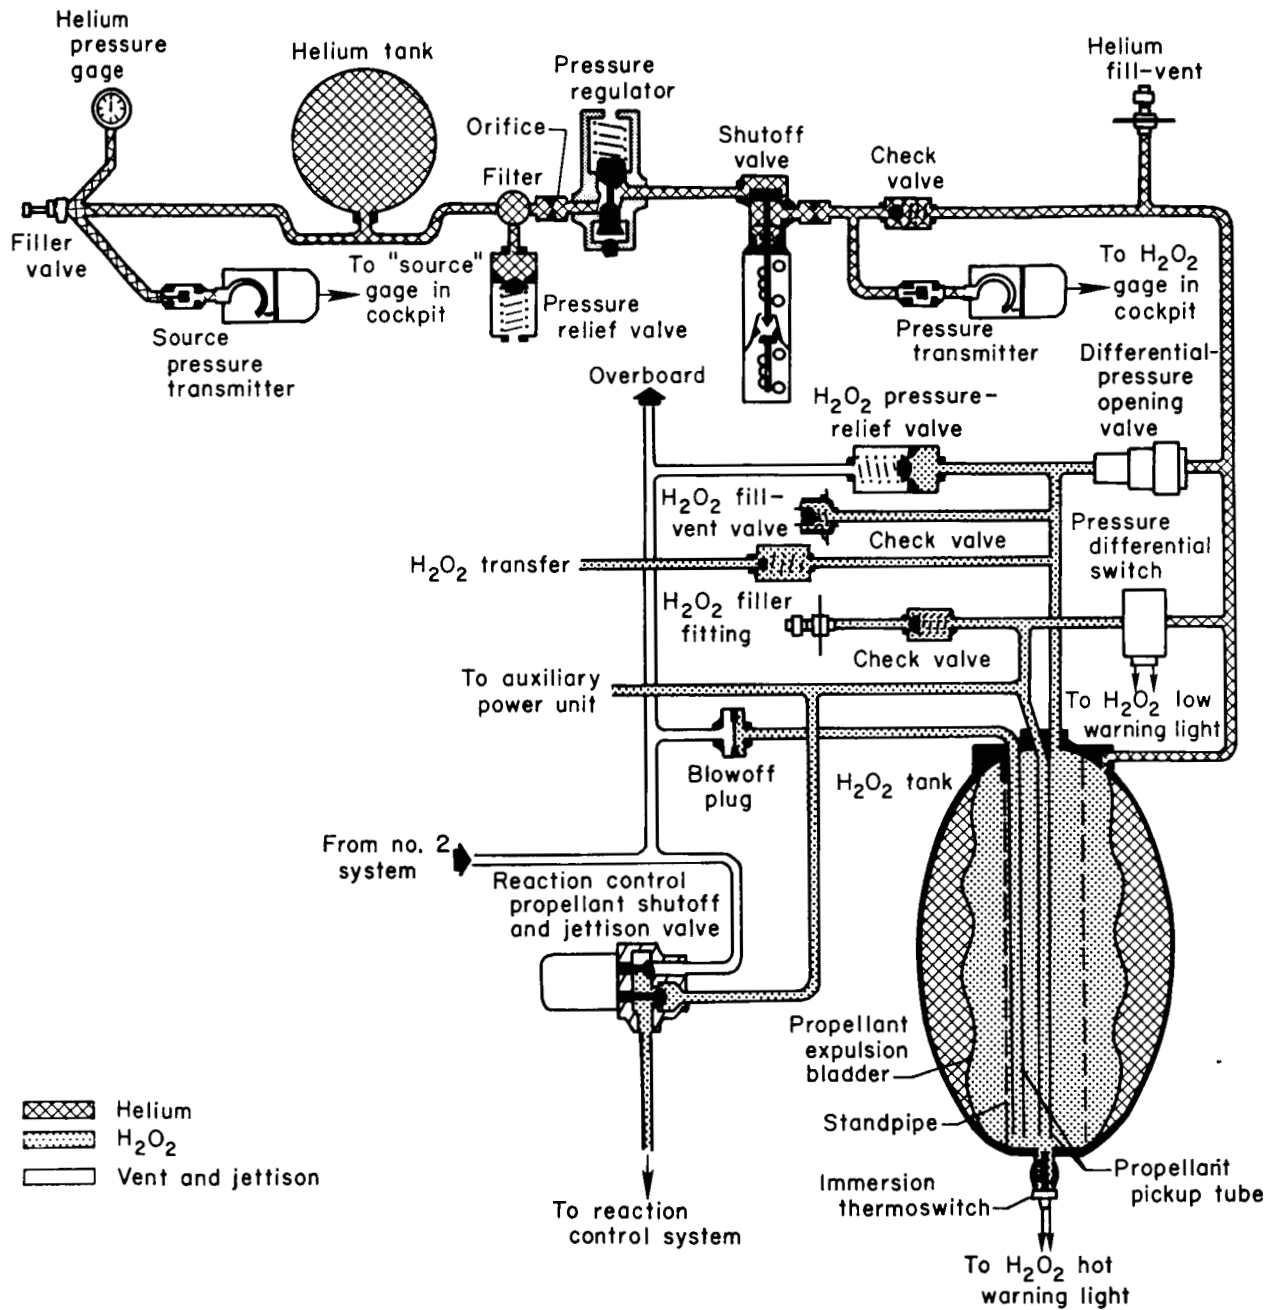 Helium
pressure
gage
Helium tank
Pressure
regulator
Helium
fill-vent
Orifice
Shutoff
valve
Check
valve
Filter
Filler
valve
To "source"
gage in
cockpit
Pressure
relief valve
To H2O2
gage in
cockpit
Source
pressure
transmitter
Pressure
transmitter
Differential-
pressure
opening
valve
Overboard
H2O2 pressure-
relief valve
H2O2 fill-
vent valve
Check valve
Pressure
differential
switch
H2O2 transfer
H2O2 filler
fitting
Check valve
To auxiliary
power unit
To H2O2 low
warning light
Blowoff
plug
H2O2 tank
From no. 2
system
Reaction control
propellant shutoff
and jettison valve
Propellant
expulsion
bladder
Standpipe
Helium
H2O2
Vent and jettison
Propellant
pickup tube
Immersion
thermoswitch
To reaction
control system
To H2O2 hot
warning light